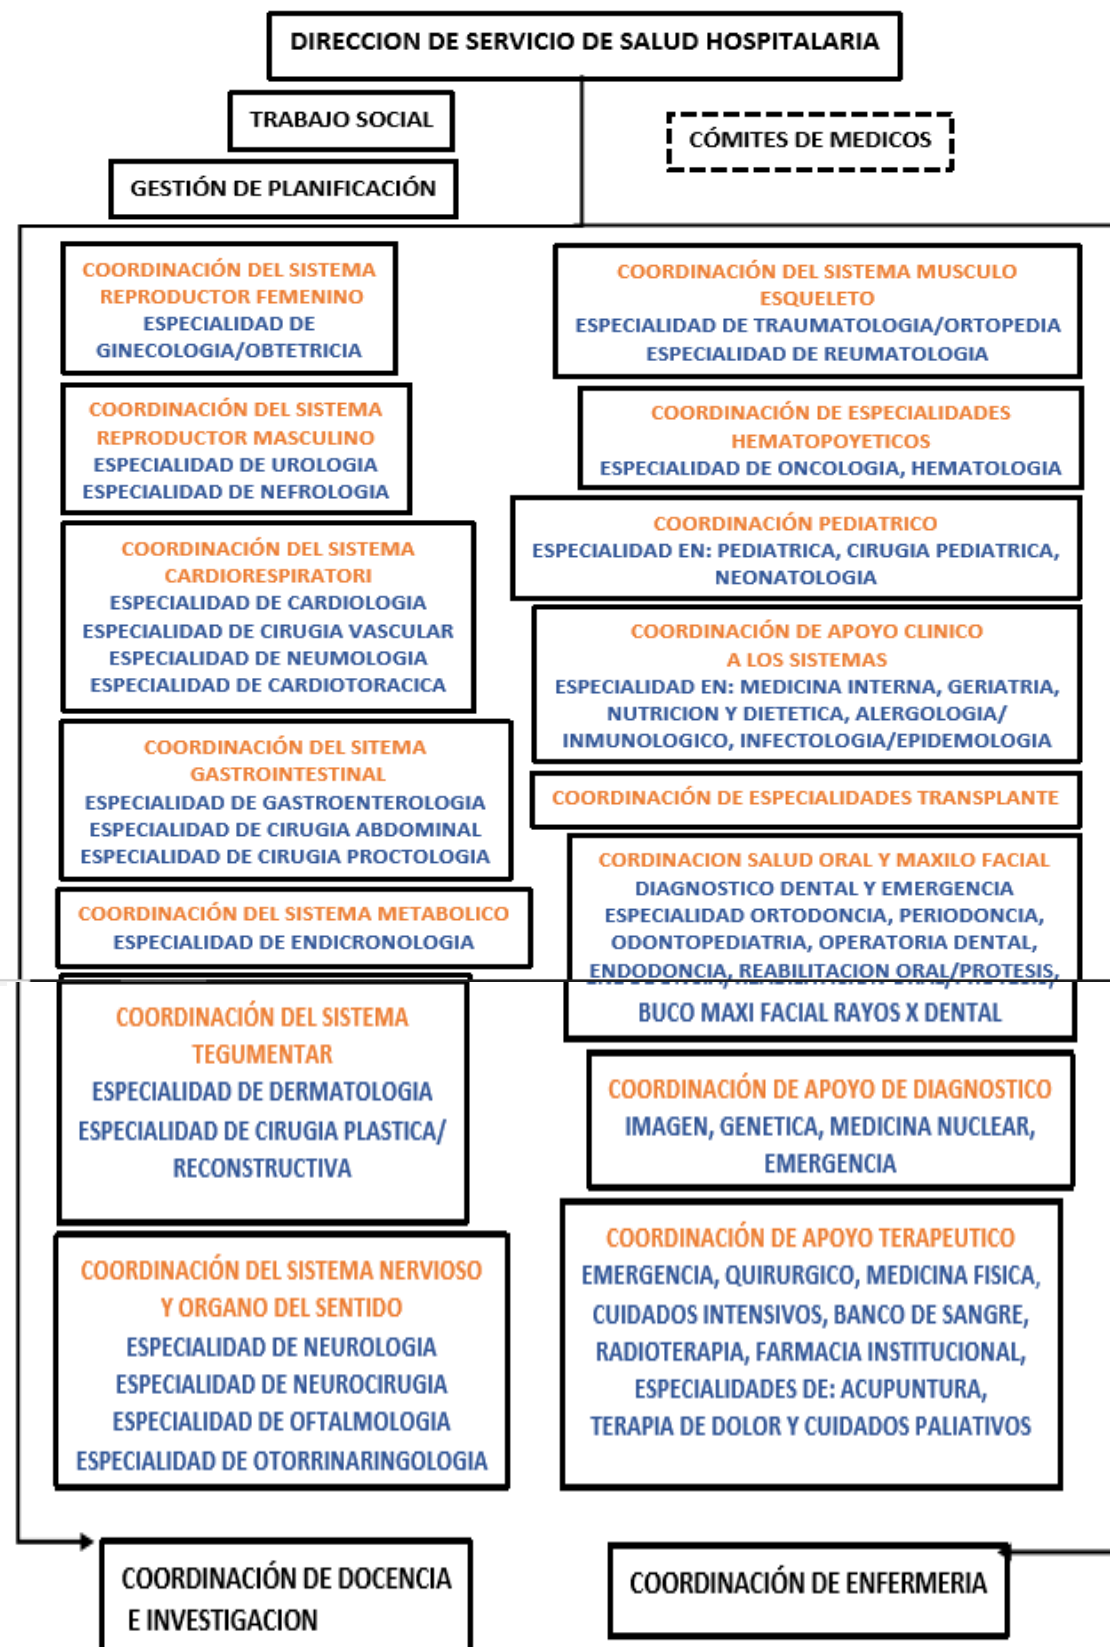 DIRECCION DE SERVICIO DE SALUD HOSPITALARIA
TRABAJO SOCIAL
CÓMITES DE MEDICOS
GESTIÓN DE PLANIFICACIÓN
COORDINACIÓN DEL SISTEMA
REPRODUCTOR FEMENINO
ESPECIALIDAD DE
GINECOLOGIA/OBTETRICIA
COORDINACIÓN DEL SISTEMA
REPRODUCTOR MASCULINO
ESPECIALIDAD DE UROLOGIA
ESPECIALIDAD DE NEFROLOGIA
COORDINACIÓN DEL SISTEMA
CARDIORESPIRATORI
ESPECIALIDAD DE CARDIOLOGIA
ESPECIALIDAD DE CIRUGIA VASCULAR
ESPECIALIDAD DE NEUMOLOGIA
ESPECIALIDAD DE CARDIOTORACICA
COORDINACIÓN DEL SITEMA
GASTROINTESTINAL
ESPECIALIDAD DE GASTROENTEROLOGIA
ESPECIALIDAD DE CIRUGIA ABDOMINAL
ESPECIALIDAD DE CIRUGIA PROCTOLOGIA
COORDINACIÓN DEL SISTEMA METABOLICO
ESPECIALIDAD DE ENDICRONOLOGIA
COORDINACIÓN DEL SISTEMA
TEGUMENTAR
ESPECIALIDAD DE DERMATOLOGIA
ESPECIALIDAD DE CIRUGIA PLASTICA/
RECONSTRUCTIVA
COORDINACIÓN DEL SISTEMA NERVIOSO
Y ORGANO DEL SENTIDO
ESPECIALIDAD DE NEUROLOGIA
ESPECIALIDAD DE NEUROCIRUGIA
ESPECIALIDAD DE OFTALMOLOGIA
ESPECIALIDAD DE OTORRINARINGOLOGIA
COORDINACIÓN DEL SISTEMA MUSCULO
ESQUELETO
ESPECIALIDAD DE TRAUMATOLOGIA/ORTOPEDIA
ESPECIALIDAD DE REUMATOLOGIA
COORDINACIÓN DE ESPECIALIDADES
HEMATOPOYETICOS
ESPECIALIDAD DE ONCOLOGIA, HEMATOLOGIA
COORDINACIÓN PEDIATRICO
ESPECIALIDAD EN: PEDIATRICA, CIRUGIA PEDIATRICA,
NEONATOLOGIA
COORDINACIÓN DE APOYO CLINICO
A LOS SISTEMAS
ESPECIALIDAD EN: MEDICINA INTERNA, GERIATRIA,
NUTRICION Y DIETETICA, ALERGOLOGIA/
INMUNOLOGICO, INFECTOLOGIA/EPIDEMOLOGIA
COORDINACIÓN DE ESPECIALIDADES TRANSPLANTE
CORDINACION SALUD ORAL Y MAXILO FACIAL
DIAGNOSTICO DENTAL Y EMERGENCIA
ESPECIALIDAD ORTODONCIA, PERIODONCIA,
ODONTOPEDIATRIA, OPERATORIA DENTAL,
ENDODONCIA, REABILITACION ORAL/PROTESIS,
BUCO MAXI FACIAL RAYOS X DENTAL
COORDINACIÓN DE APOYO DE DIAGNOSTICO
IMAGEN, GENETICA, MEDICINA NUCLEAR,
EMERGENCIA
COORDINACIÓN DE APOYO TERAPEUTICO
EMERGENCIA, QUIRURGICO, MEDICINA FISICA,
CUIDADOS INTENSIVOS, BANCO DE SANGRE,
RADIOTERAPIA, FARMACIA INSTITUCIONAL,
ESPECIALIDADES DE: ACUPUNTURA,
TERAPIA DE DOLOR Y CUIDADOS PALIATIVOS
COORDINACIÓN DE DOCENCIA
E INVESTIGACION
COORDINACIÓN DE ENFERMERIA